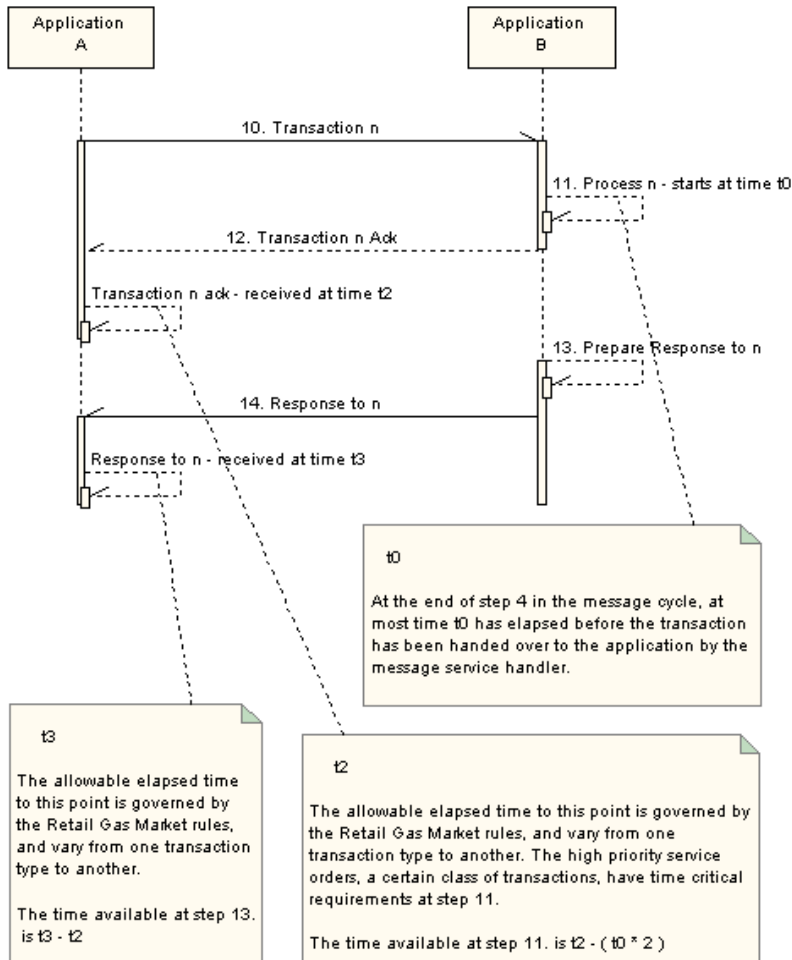 Application
A
Application
B
10. Transaction n
11. Process n - starts at time t0
12. Transaction n Ack
Transaction n ack - received at time t2
13. Prepare Response to n
14. Response to n
Response to n - received at time t3
t0
At the end of step 4 in the message cycle, at
most time t0 has elapsed before the transaction
has been handed over to the application by the
message service handler.
t3
The allowable elapsed time
to this point is governed by
the Retail Gas Market rules,
and vary from one transaction
type to another.
The time available at step 13.
is t3 - t2
t2
The allowable elapsed time to this point is governed by
the Retail Gas Market rules, and vary from one
transaction type to another. The high priority service
orders, a certain class of transactions, have time critical
requirements at step 11.
The time available at step 11. is t2 - ( t0 * 2 )